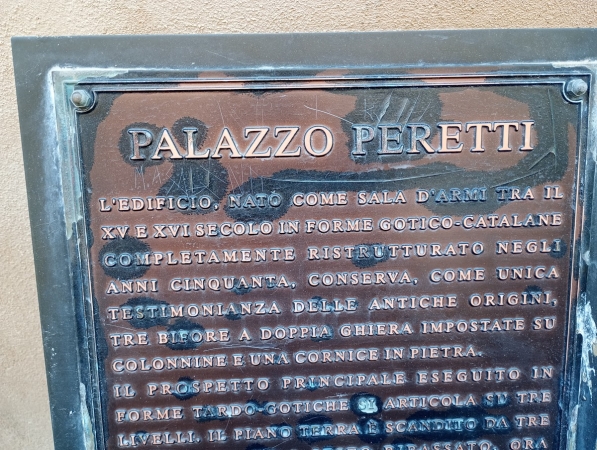 PALAZZO PERETTI
L'EDIFICIO, NATO COME SALA D'ARMI TRA IL
XV E XVI SECOLO IN FORME GOTICO-CATALANE
COMPLETAMENTE RISTRUTTURATO NEGLI
ANNI CINQUANTA, CONSERVA, COME UNICA
TESTIMONIANZA DELLE ANTICHE ORIGINI,
TRE BIFORE A DOPPIA GHIERA IMPOSTATE SU
COLONNINE E UNA CORNICE IN PIETRA.
IL PROSPETTO PRINCIPALE ESEGUITO IN
FORME TARDO-GOTICHE SI ARTICOLA SU TRE
LIVELLI. IL PIANO TERRA È SCANDITO DA TRE
RIBASSATO, ORA